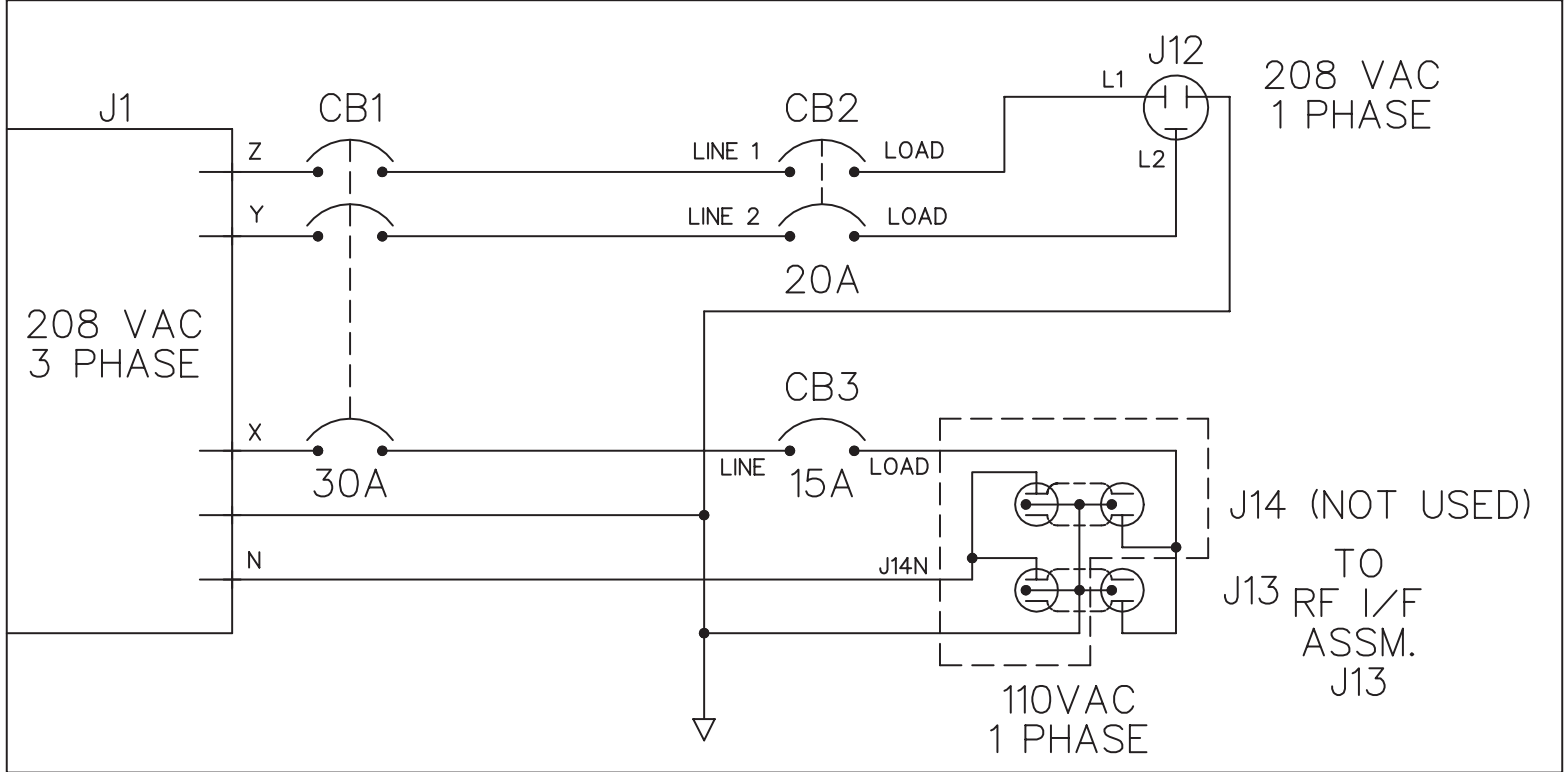 J12
208 VAC
1 PHASE
L1
L2
J1
CB1
CB2
Z
LINE 1
LOAD
Y
LINE 2
LOAD
20A
208 VAC
3 PHASE
CB3
X
30A
LINE
15A
LOAD
J14 (NOT USED)
N
J14N
J13
TO
RF I/F
ASSM.
J13
110VAC
1 PHASE